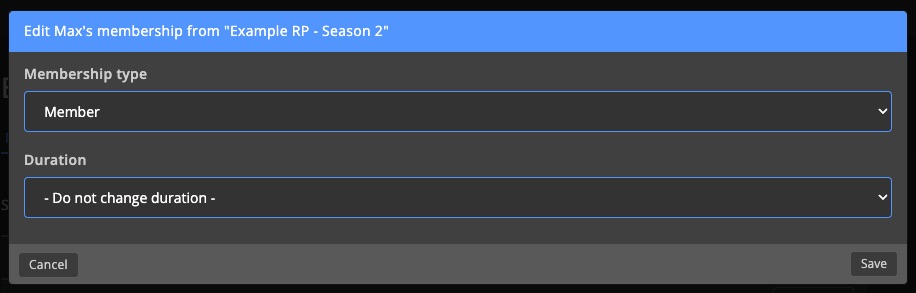 Edit Max's membership from "Example RP - Season 2"
Membership type
Member
Duration
- Do not change duration -
Cancel
Save